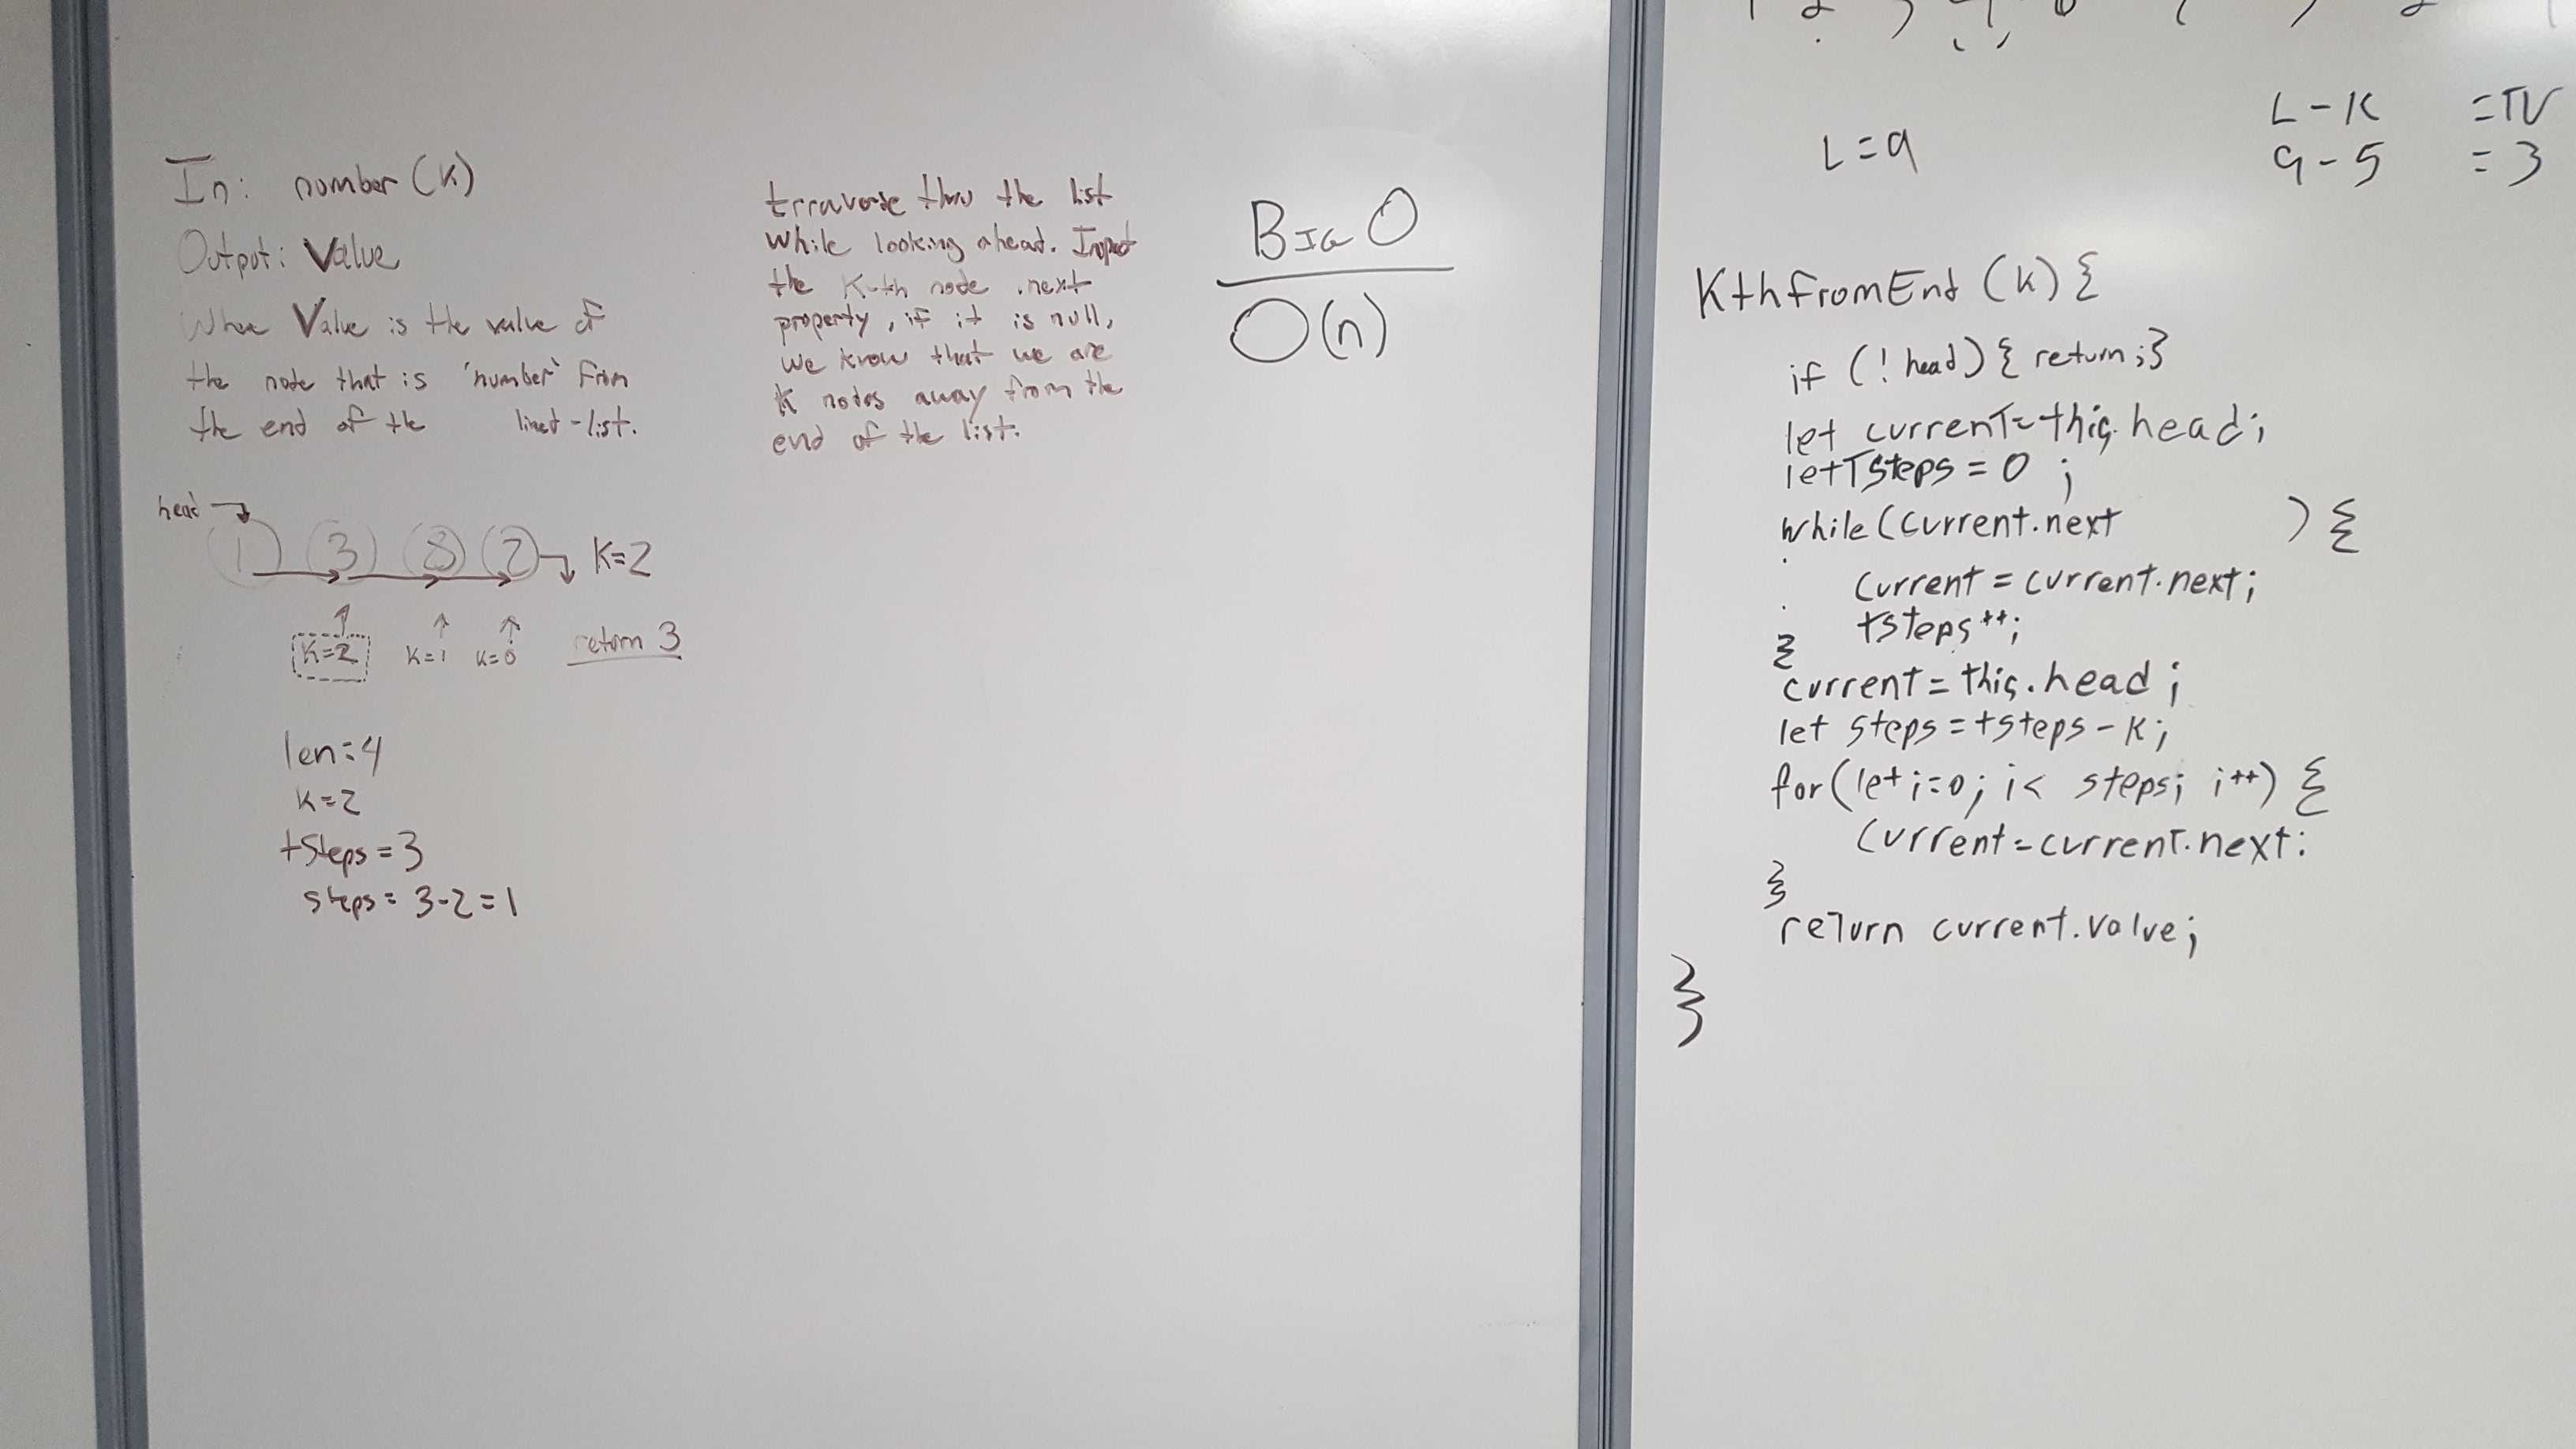 In: number (k)
Output: Value
Where Value is the value of
the node that is 'number' from
the end of the linet-list.
head
1 3 8 2 K=2
K=2 K=1 K=0 return 3
len=4
K=2
tsteps=3
steps= 3-2=1
trraverse thru the list
while looking ahead.
the K-th node .next
property, if it is null,
we know that we are
K nodes away from the
end of the list.
BIG O
O(n)
L=9
L-K =TV
9-5 =3
KthfromEnd (k) {
if (! head) { return;}
let current=this.head;
let Tsteps = 0 ;
while (current.next ) {
current = current.next;
tsteps++;
}
current = this.head ;
let steps = tsteps - k;
for(let i=0; i< steps; i++) {
current=current.next:
}
return current.value;
}